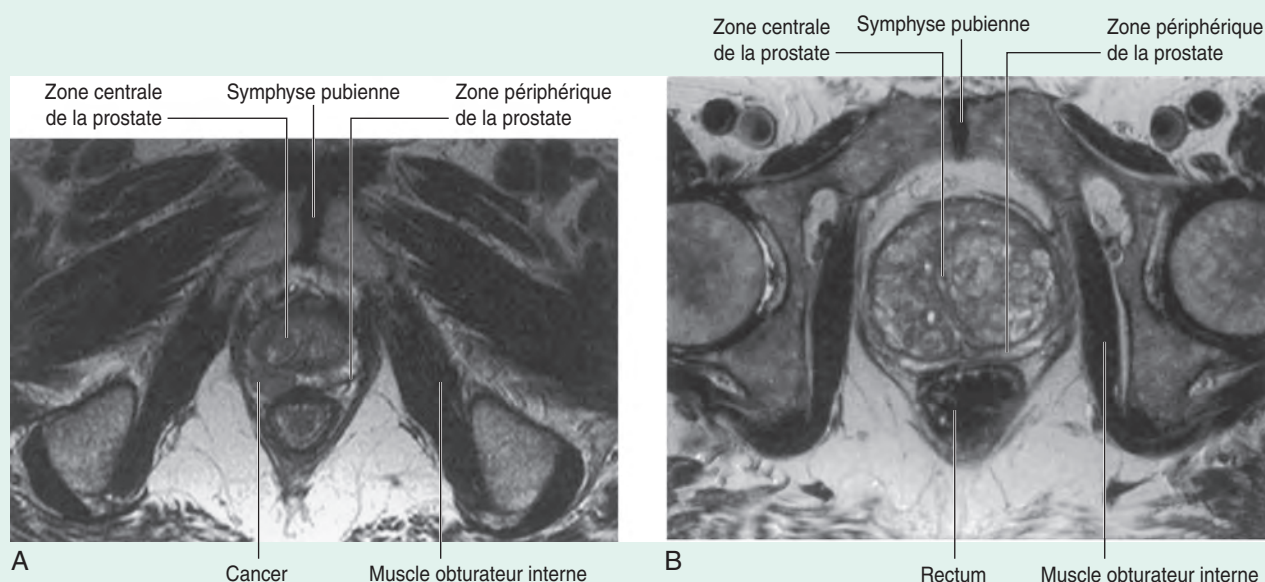 Zone centrale
de la prostate
Symphyse pubienne
Zone périphérique
de la prostate
A
Cancer
Muscle obturateur interne
Zone centrale
de la prostate
Symphyse pubienne
Zone périphérique
de la prostate
B
Rectum
Muscle obturateur interne